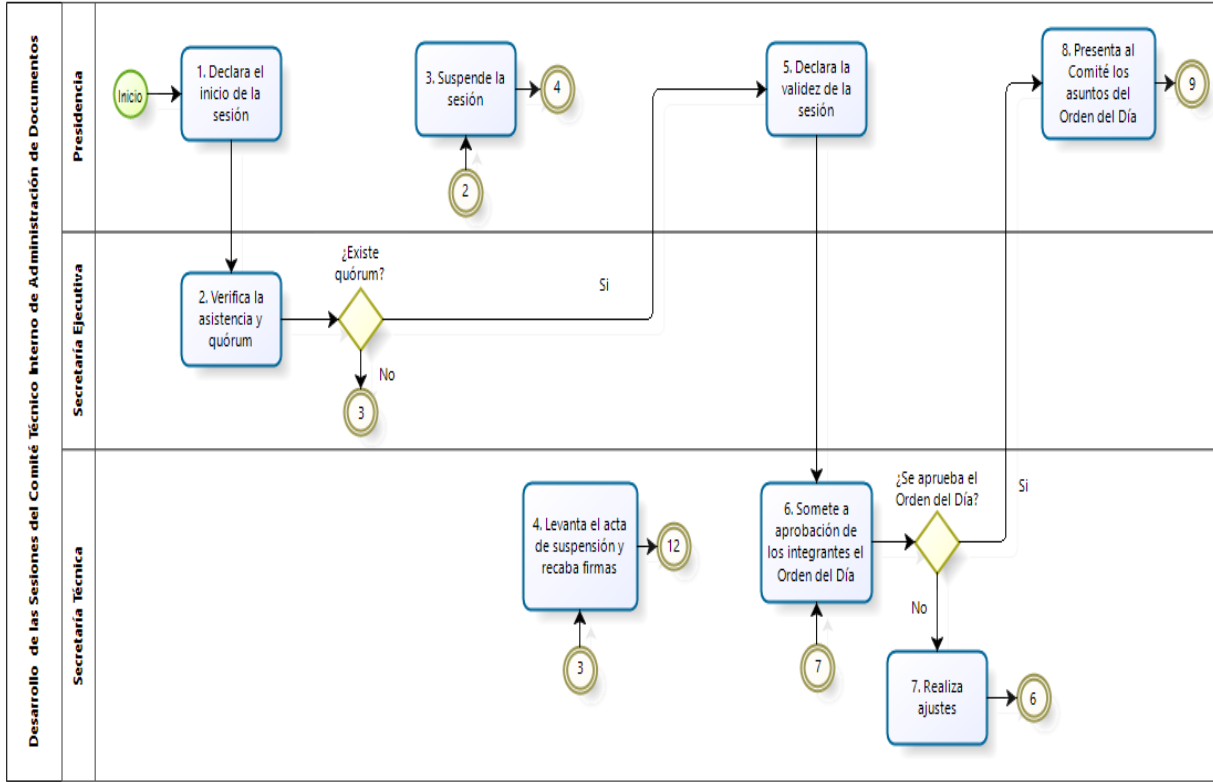 Desarrollo de las Sesiones del Comité Técnico Interno de Administración de Documentos
Presidencia
Inicio
1. Declara el
inicio de la
sesión
3. Suspende la
sesión
4
2
5. Declara la
validez de la
sesión
8. Presenta al
Comité los
asuntos del
Orden del Día
9
Secretaría Ejecutiva
2. Verifica la
asistencia y
quórum
¿Existe
quórum?
Si
No
3
Secretaría Técnica
4. Levanta el acta
de suspensión y
recaba firmas
12
3
6. Somete a
aprobación de
los integrantes el
Orden del Día
7
¿Se aprueba el
Orden del Día?
Si
No
7. Realiza
ajustes
6